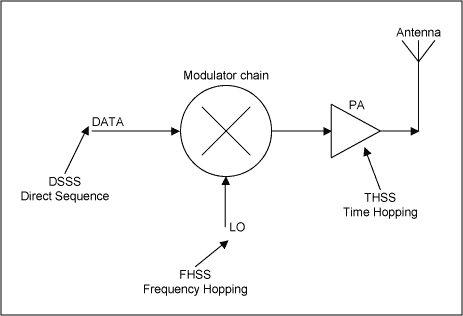 Antenna
Modulator chain
PA
DATA
DSSS
Direct Sequence
THSS
Time Hopping
LO
FHSS
Frequency Hopping